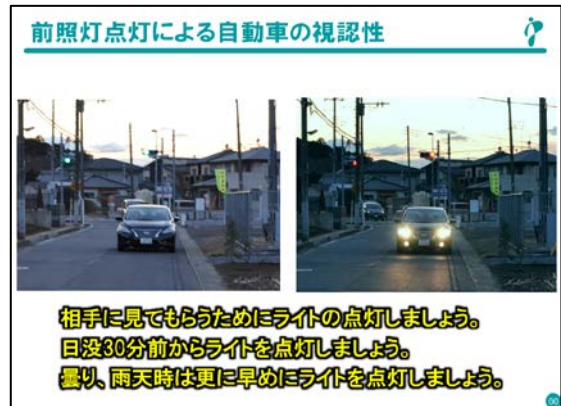 前照灯点灯による自動車の視認性
相手に見てもらうためにライトの点灯しましょう。
日没30分前からライトを点灯しましょう。
曇り、雨天時は更に早めにライトを点灯しましょう。